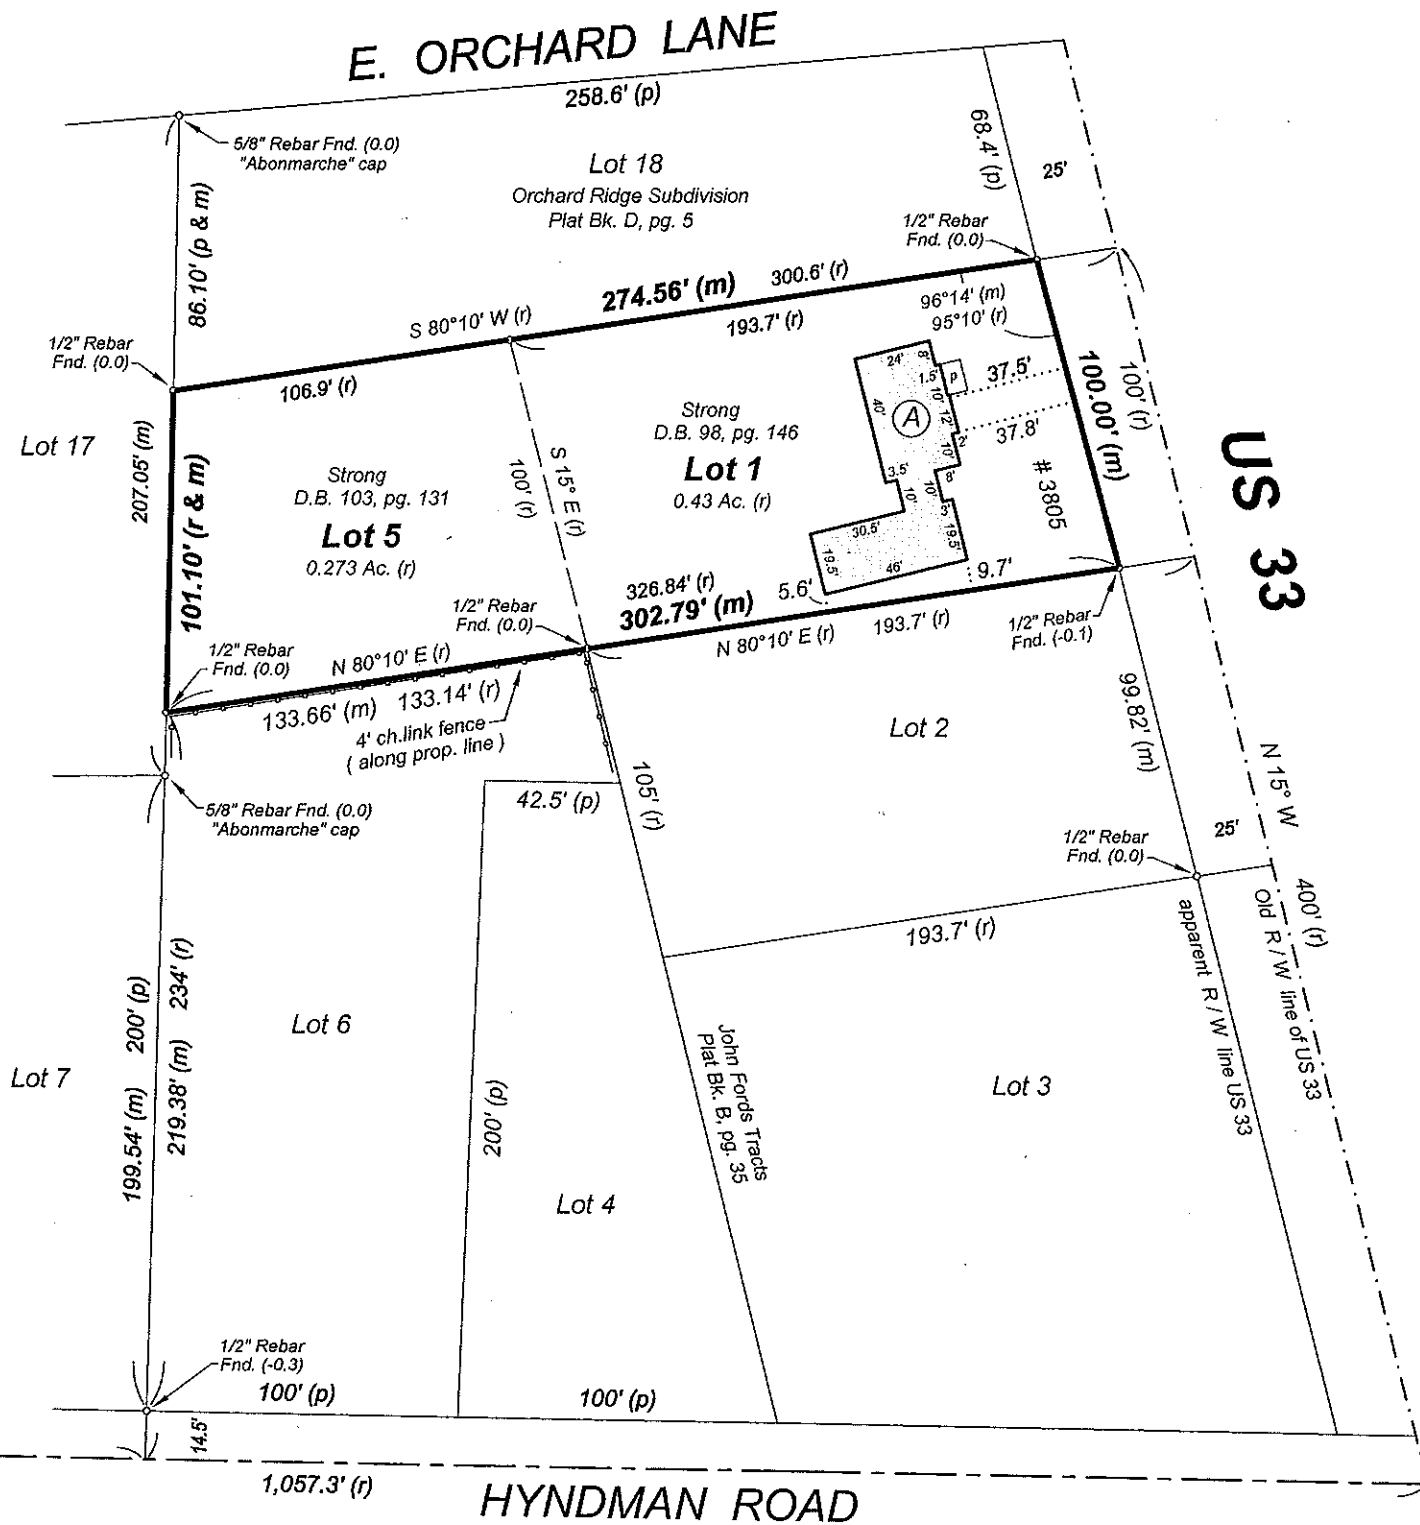 E. ORCHARD LANE
258.6' (p)
5/8" Rebar Fnd. (0.0)
"Abonmarche" cap
Lot 18
Orchard Ridge Subdivision
Plat Bk. D, pg. 5
68.4' (p)
25'
86.10' (p & m)
1/2" Rebar
Fnd. (0.0)
274.56' (m)
300.6' (r)
S 80°10' W (r)
193.7' (r)
96°14' (m)
95°10' (r)
1/2" Rebar
Fnd. (0.0)
106.9' (r)
24'
8'
1.5'
p
37.5'
100.00' (m)
100' (r)
US 33
Lot 17
207.05' (m)
101.10' (r & m)
Strong
D.B. 103, pg. 131
Lot 5
0.273 Ac. (r)
S 15° E (r)
100' (r)
Strong
D.B. 98, pg. 146
Lot 1
0.43 Ac. (r)
40'
A
10'
12'
2'
10'
37.8'
# 3805
3.5'
10'
10'
8'
3'
30.5'
19.5'
19.5'
46'
5.6'
9.7'
326.84' (r)
302.79' (m)
1/2" Rebar
Fnd. (0.0)
N 80°10' E (r)
193.7' (r)
1/2" Rebar
Fnd. (-0.1)
1/2" Rebar
Fnd. (0.0)
N 80°10' E (r)
133.66' (m)
133.14' (r)
4' ch.link fence
( along prop. line )
Lot 2
99.82' (m)
N 15° W
5/8" Rebar Fnd. (0.0)
"Abonmarche" cap
42.5' (p)
105' (r)
1/2" Rebar
Fnd. (0.0)
25'
400' (r)
193.7' (r)
apparent R / W line US 33
Old R / W line of US 33
199.54' (m) 200' (p)
219.38' (m) 234' (r)
Lot 6
Lot 7
200' (p)
John Fords Tracts
Plat Bk. B, pg. 35
Lot 3
Lot 4
1/2" Rebar
Fnd. (-0.3)
100' (p)
100' (p)
14.5'
1,057.3' (r)
HYNDMAN ROAD